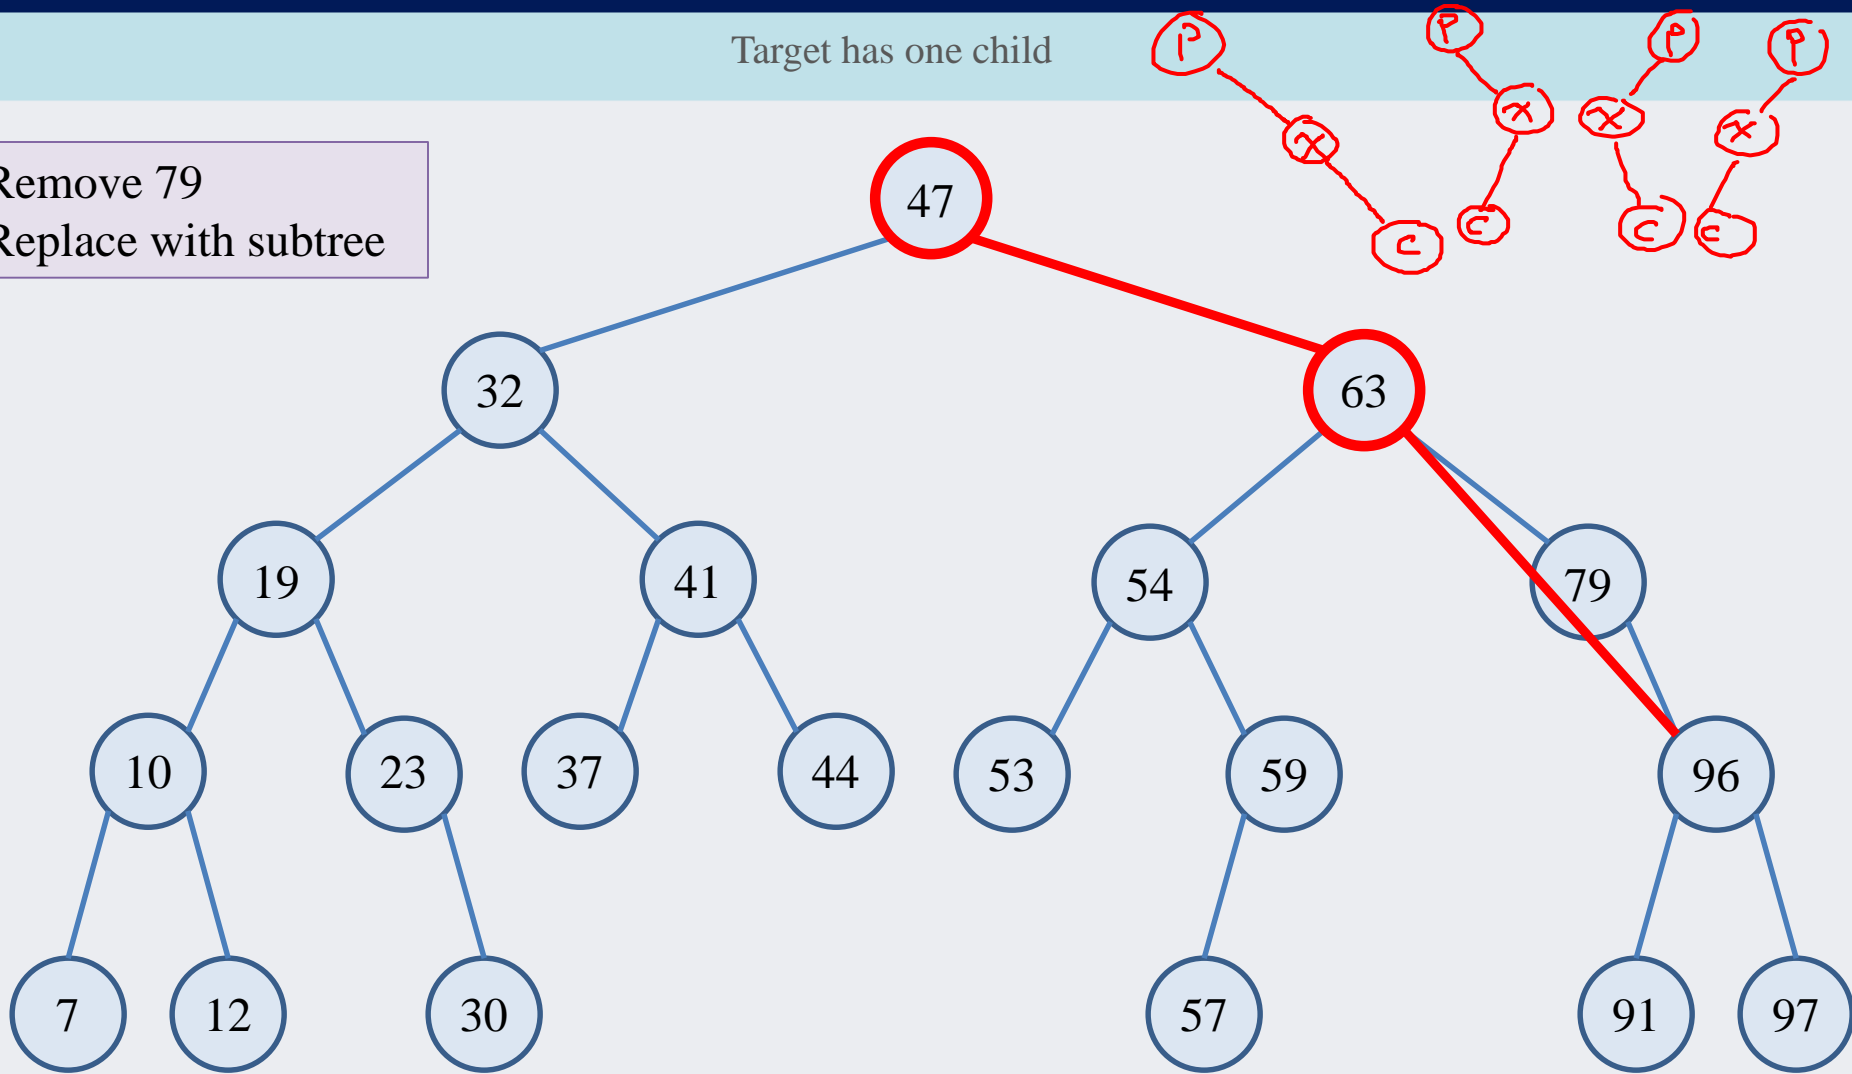 Target has one child
P P P P
x x x x
C C C C
Remove 79
Replace with subtree
47
32 63
19 41 54 79
10 23 37 44 53 59 96
7 12 30 57 91 97